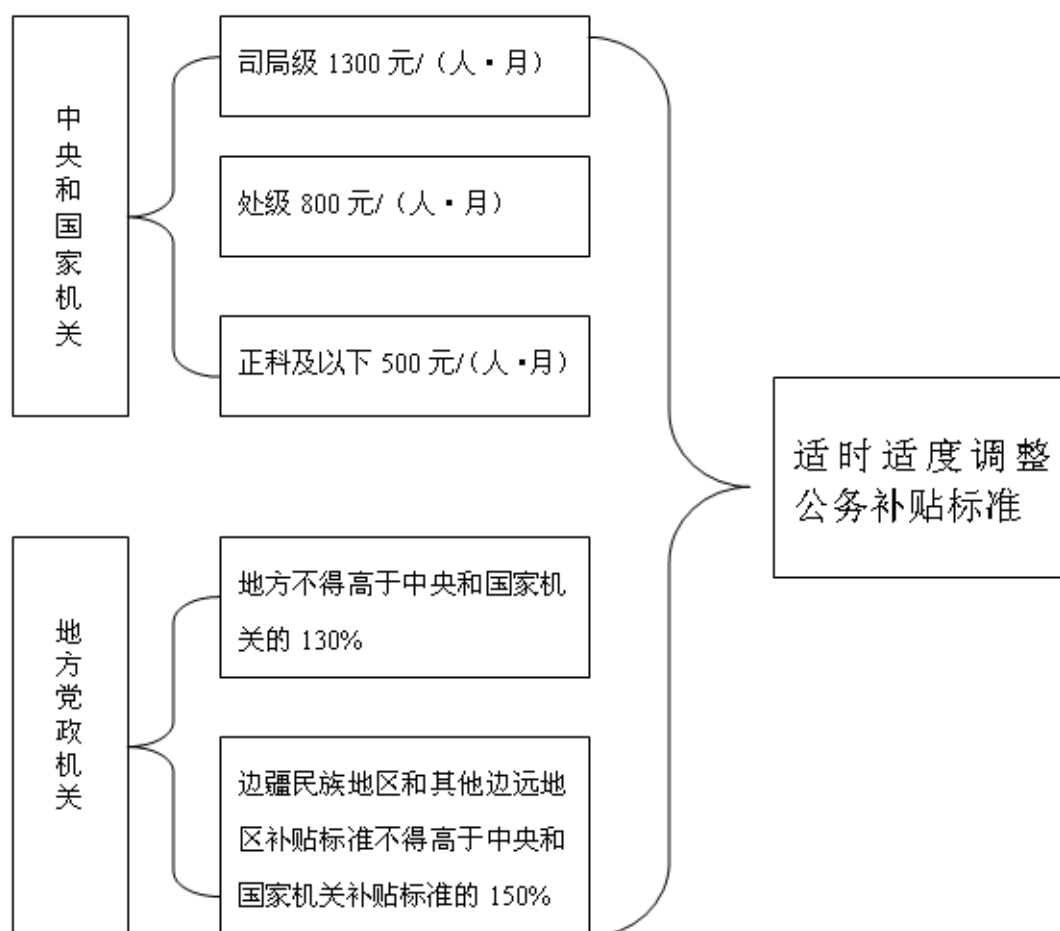 中央和国家机关
司局级 1300 元/（人▪月）
处级 800 元/（人▪月）
正科及以下 500 元/（人▪月）
地方党政机关
地方不得高于中央和国家机
关的 130%
边疆民族地区和其他边远地
区补贴标准不得高于中央和
国家机关补贴标准的 150%
适时适度调整
公务补贴标准